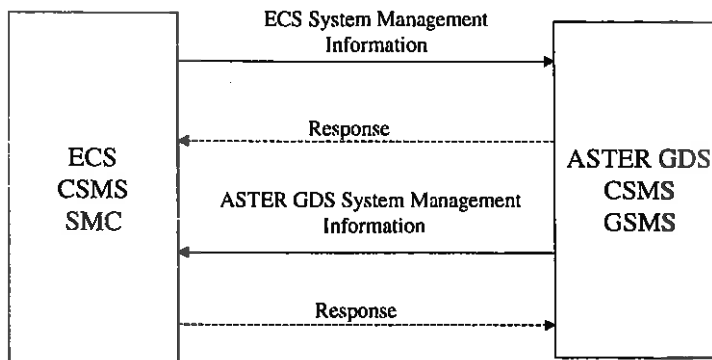 ECS System Management
Information
Response
ECS
CSMS
SMC
ASTER GDS
CSMS
GSMS
ASTER GDS System Management
Information
Response